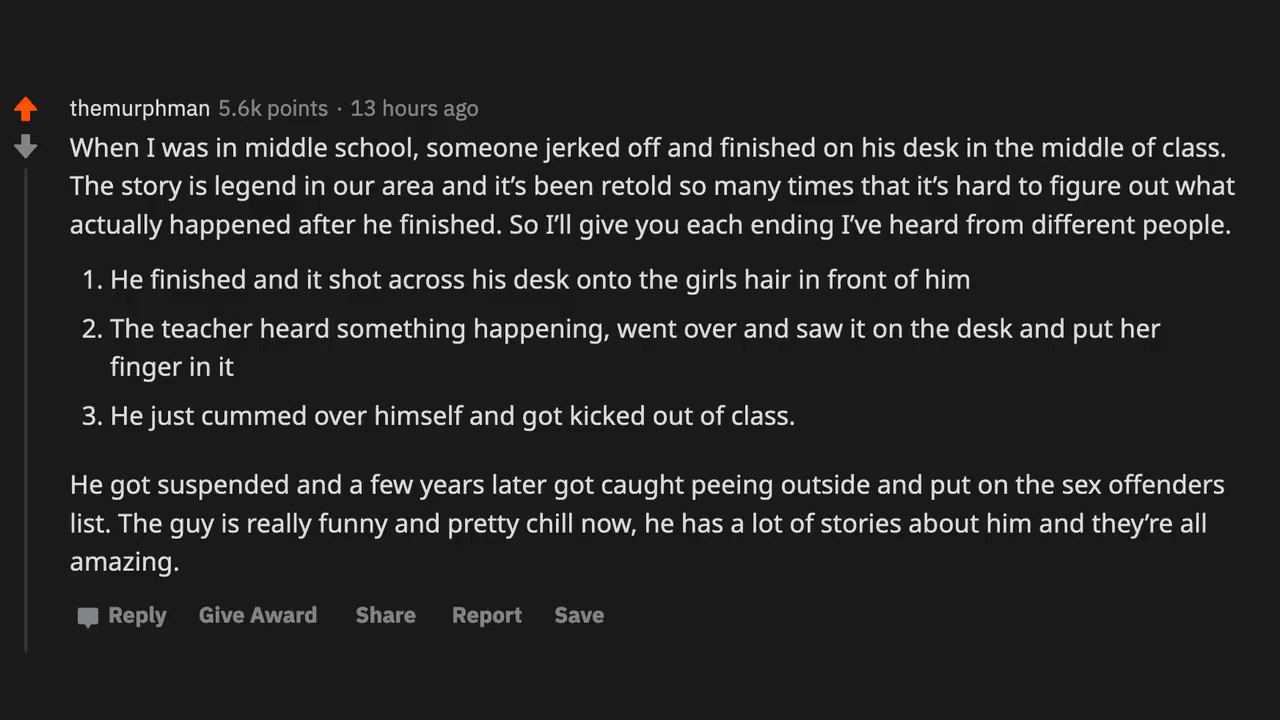 themurphman 5.6k points · 13 hours ago
When I was in middle school, someone jerked off and finished on his desk in the middle of class.
The story is legend in our area and it's been retold so many times that it's hard to figure out what
actually happened after he finished. So I'll give you each ending I've heard from different people.
1. He finished and it shot across his desk onto the girls hair in front of him
2. The teacher heard something happening, went over and saw it on the desk and put her
finger in it
3. He just cummed over himself and got kicked out of class.
He got suspended and a few years later got caught peeing outside and put on the sex offenders
list. The guy is really funny and pretty chill now, he has a lot of stories about him and they're all
amazing.
Reply Give Award Share Report Save